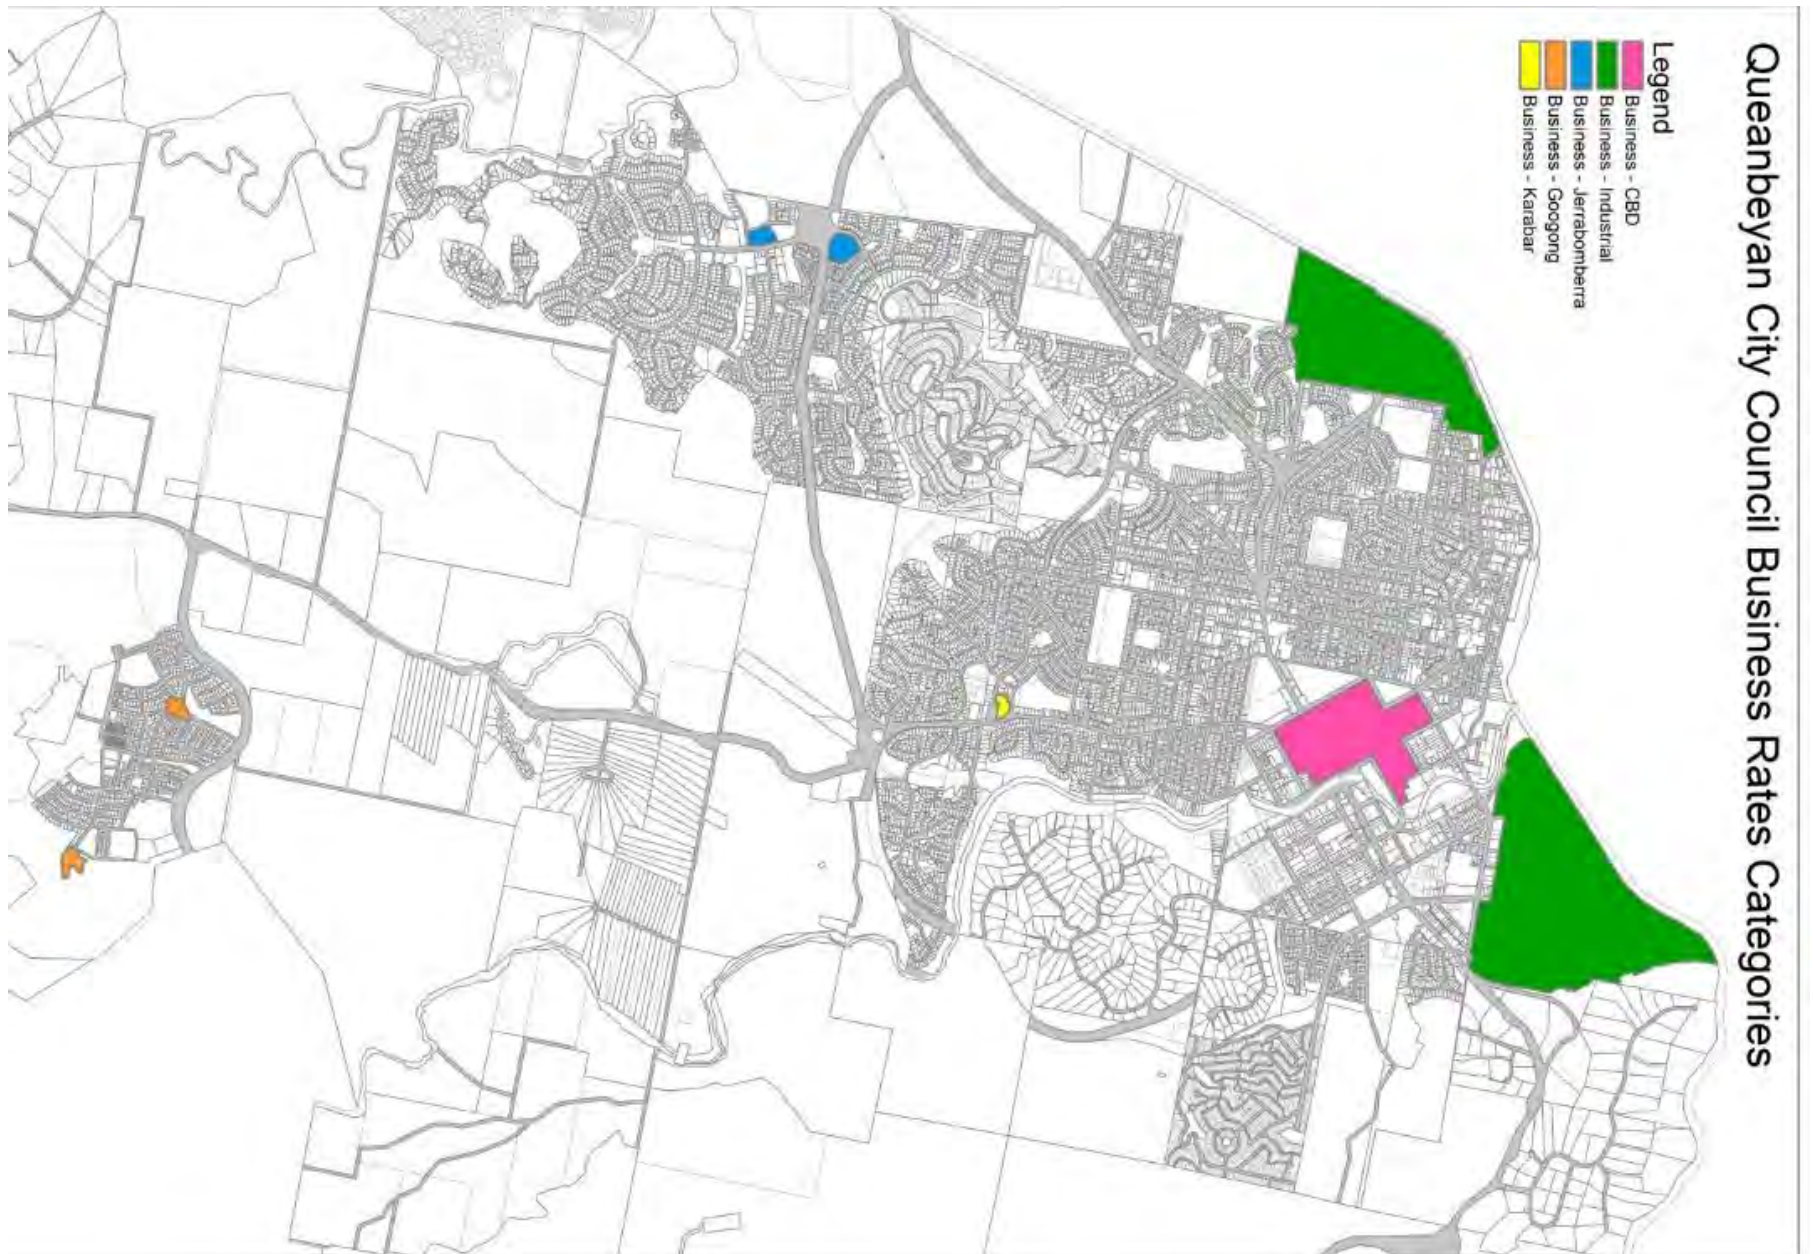 Queanbeyan City Council Business Rates Categories
Legend
Business - CBD
Business - Industrial
Business - Jerrabomberra
Business - Googong
Business - Karabar